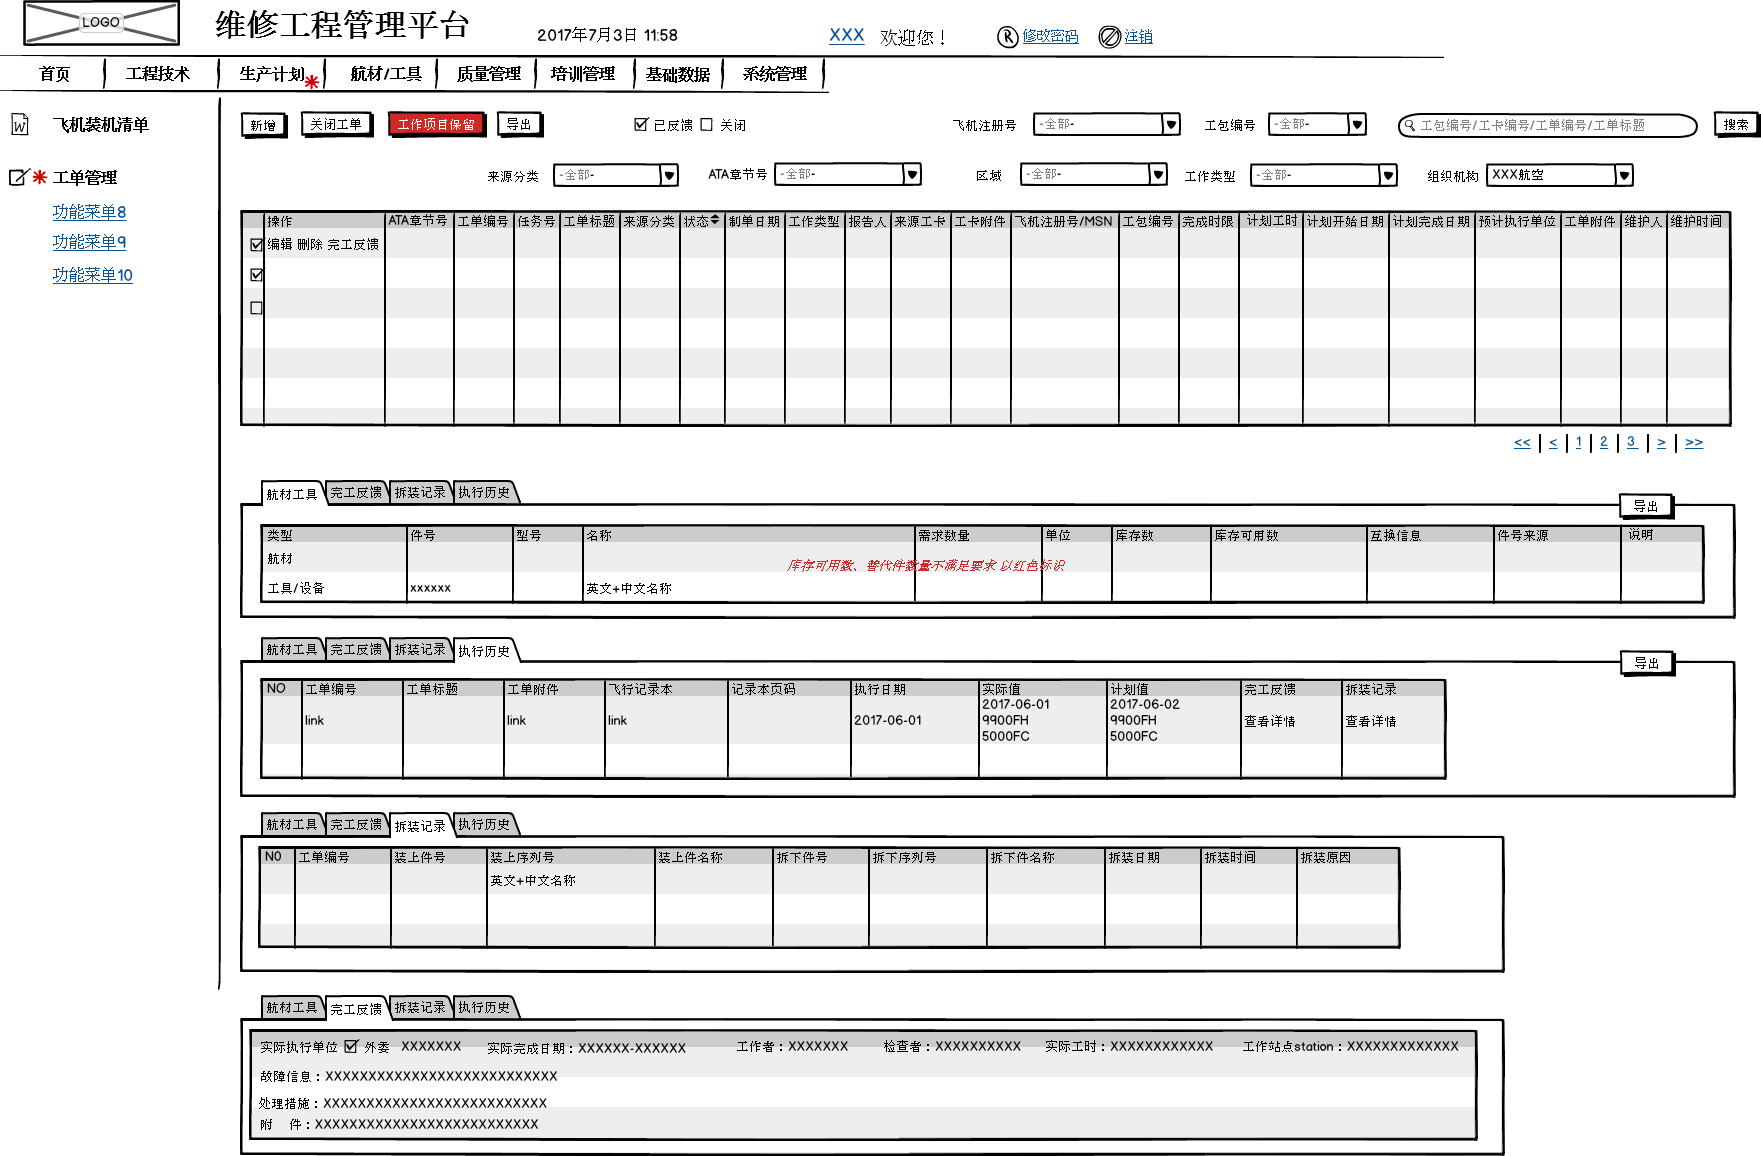 LOGO 维修工程管理平台 2017年7月3日 11:58 XXX 欢迎您！ 修改密码 注销
首页 工程技术 生产计划 航材/工具 质量管理 培训管理 基础数据 系统管理
飞机装机清单
工单管理
功能菜单8
功能菜单9
功能菜单10
新增 关闭工单 工作项目保留 导出 已反馈 关闭 飞机注册号 -全部- 工包编号 -全部- 工包编号/工卡编号/工单编号/工单标题 搜索
来源分类 -全部- ATA章节号 -全部- 区域 -全部- 工作类型 -全部- 组织机构 XXX航空
操作 ATA章节号 工单编号 任务号 工单标题 来源分类 状态 制单日期 工作类型 报告人 来源工卡 工卡附件 飞机注册号/MSN 工包编号 完成时限 计划工时 计划开始日期 计划完成日期 预计执行单位 工单附件 维护人 维护时间
编辑 删除 完工反馈
<< < 1 2 3 > >>
航材工具 完工反馈 拆装记录 执行历史
导出
类型 件号 型号 名称 需求数量 单位 库存数 库存可用数 互换信息 件号来源 说明
航材
库存可用数、替代件数量不满足要求 以红色标识
工具/设备 xxxxxx 英文+中文名称
航材工具 完工反馈 拆装记录 执行历史
导出
NO 工单编号 工单标题 工单附件 飞行记录本 记录本页码 执行日期 实际值 计划值 完工反馈 拆装记录
2017-06-01 2017-06-02
link link link 2017-06-01 9900FH 9900FH 查看详情 查看详情
5000FC 5000FC
航材工具 完工反馈 拆装记录 执行历史
NO 工单编号 装上件号 装上序列号 装上件名称 拆下件号 拆下序列号 拆下件名称 拆装日期 拆装时间 拆装原因
英文+中文名称
航材工具 完工反馈 拆装记录 执行历史
实际执行单位 外委 XXXXXXX 实际完成日期：XXXXXX-XXXXXX 工作者：XXXXXXX 检查者：XXXXXXXXXX 实际工时：XXXXXXXXXXXX 工作站点station：XXXXXXXXXXXXX
故障信息：XXXXXXXXXXXXXXXXXXXXXXXXXXX
处理措施：XXXXXXXXXXXXXXXXXXXXXXXXXX
附 件：XXXXXXXXXXXXXXXXXXXXXXXXXX